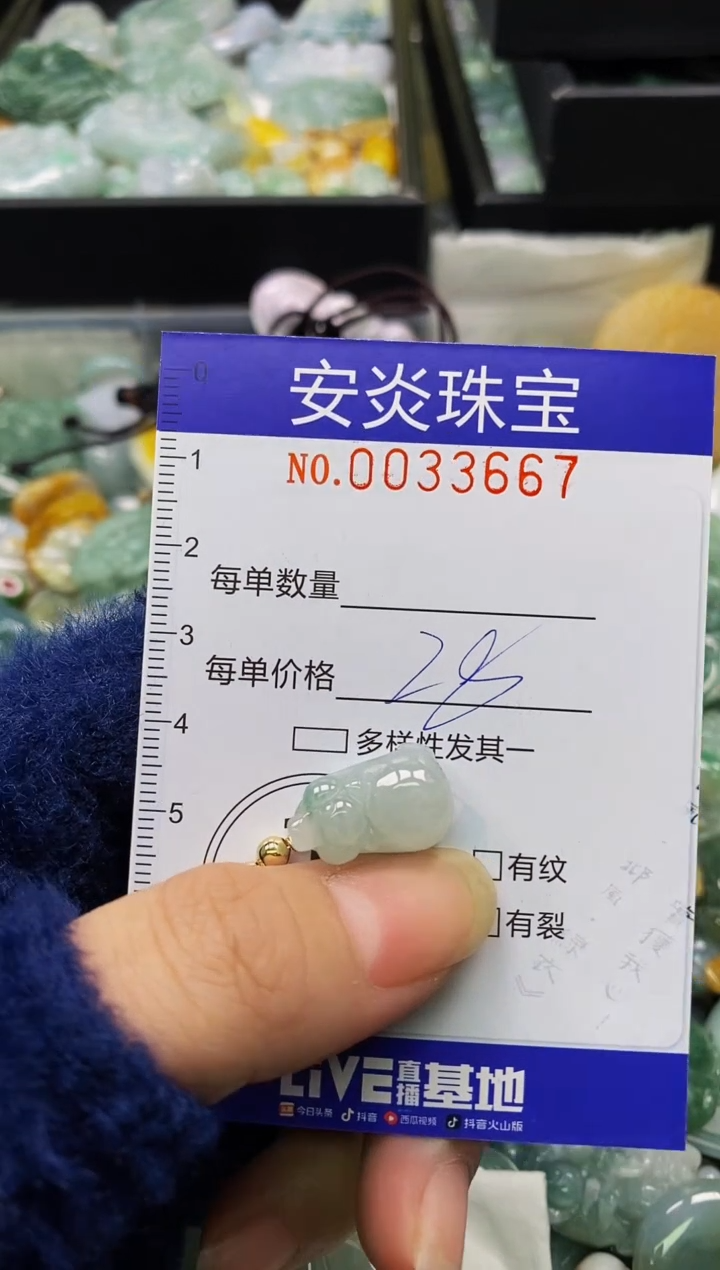 安炎珠宝
NO.0033667
0
1
2
3
4
5
每单数量
每单价格 28
多样性发其一
有纹
有裂
LIVE直播基地
今日头条 抖音 西瓜视频 抖音火山版